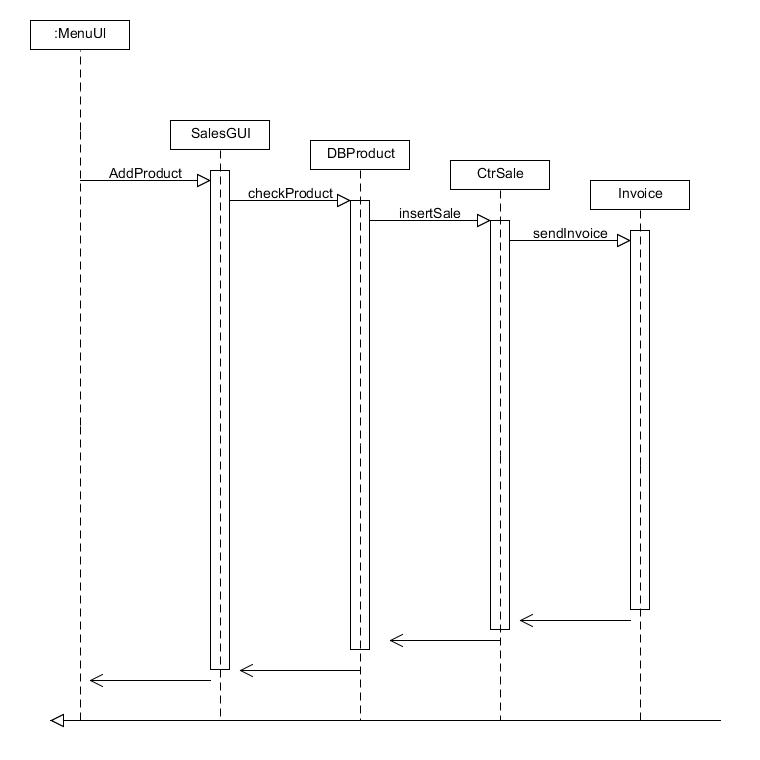 :MenuUI
SalesGUI
DBProduct
CtrSale
Invoice
AddProduct
checkProduct
insertSale
sendInvoice